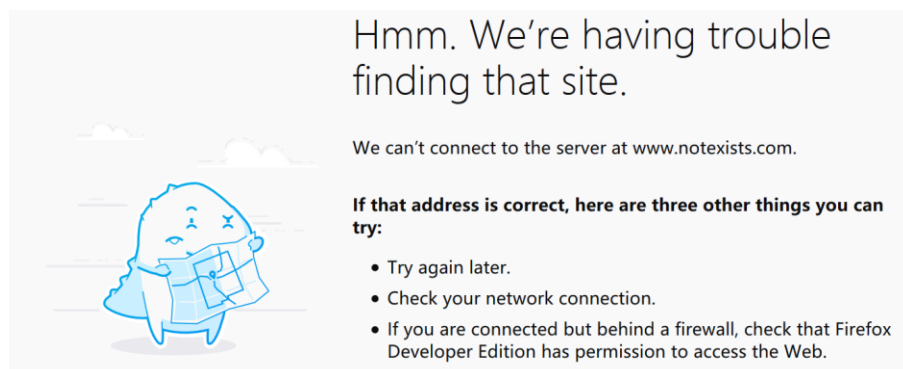 Hmm. We’re having trouble
finding that site.
We can’t connect to the server at www.notexists.com.
If that address is correct, here are three other things you can
try:
• Try again later.
• Check your network connection.
• If you are connected but behind a firewall, check that Firefox
Developer Edition has permission to access the Web.